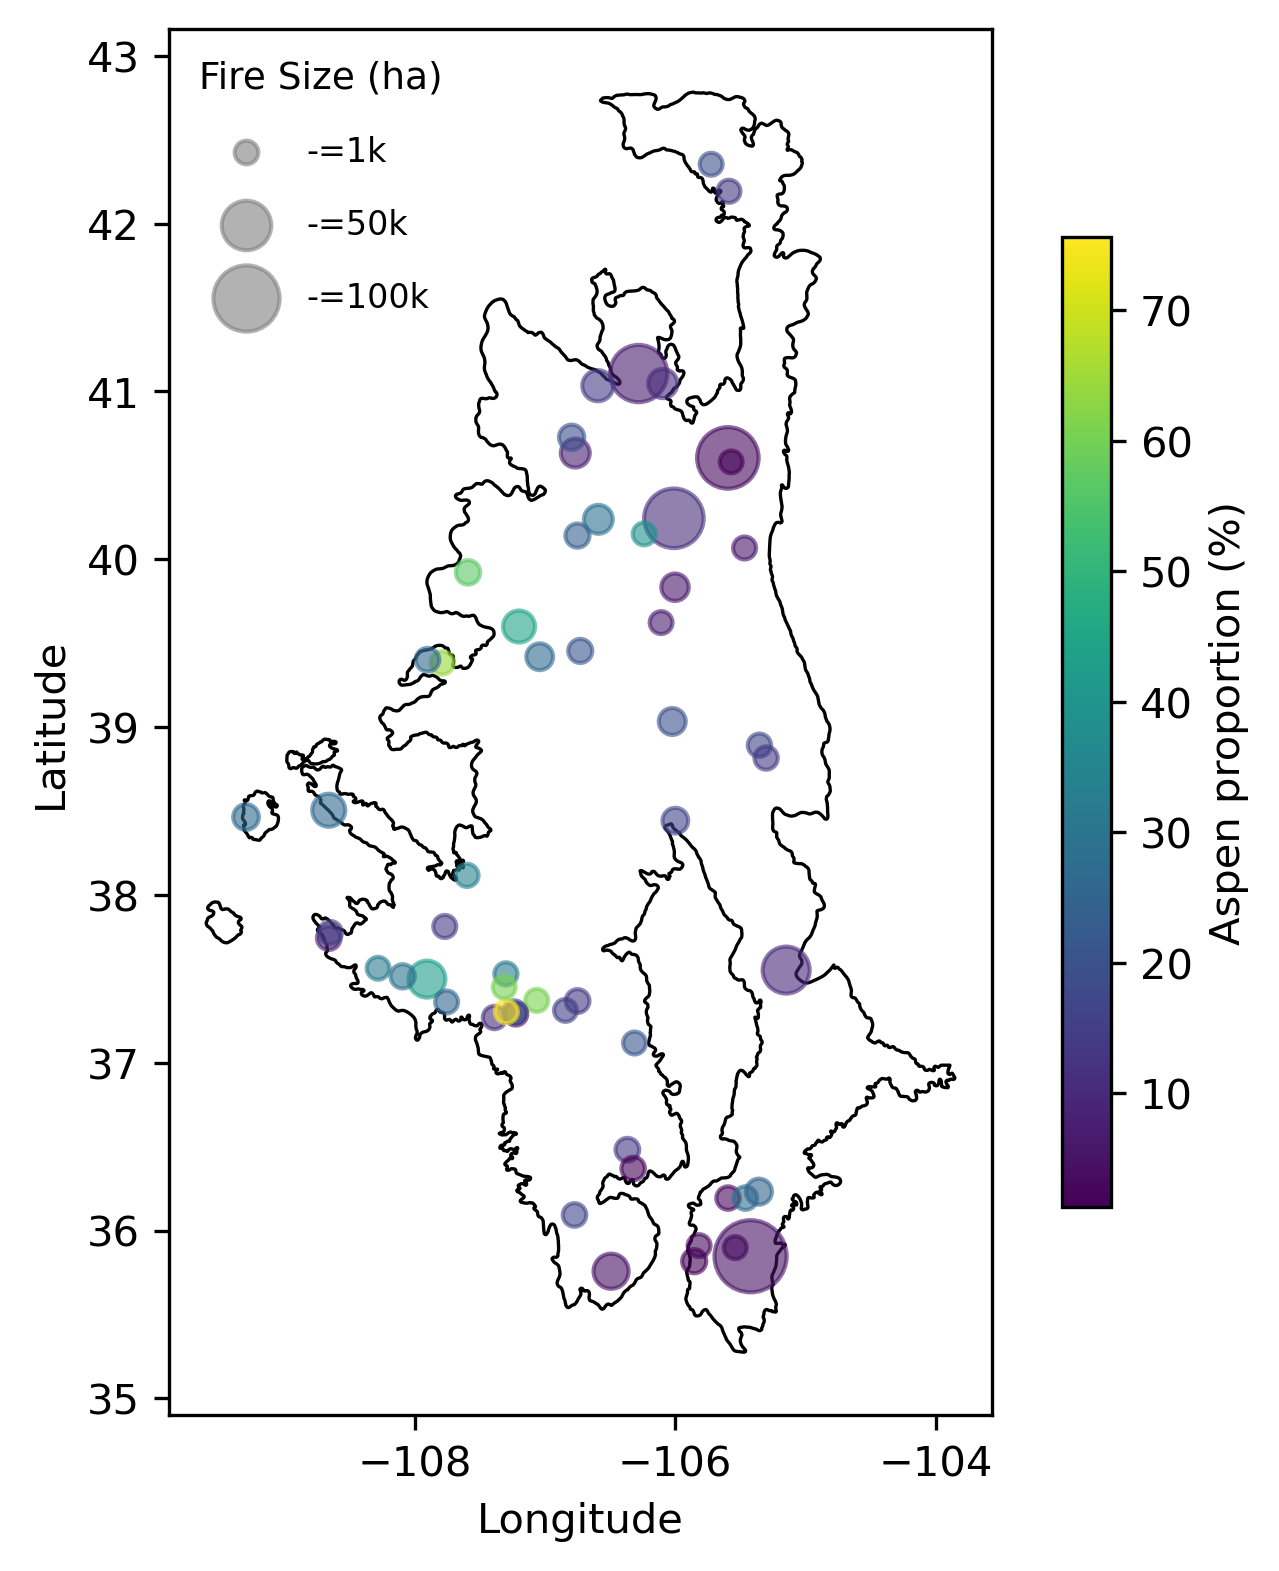 Fire Size (ha)
-=1k
-=50k
-=100k
43
42
41
40
39
38
37
36
35
Latitude
−108
−106
−104
Longitude
70
60
50
40
30
20
10
Aspen proportion (%)